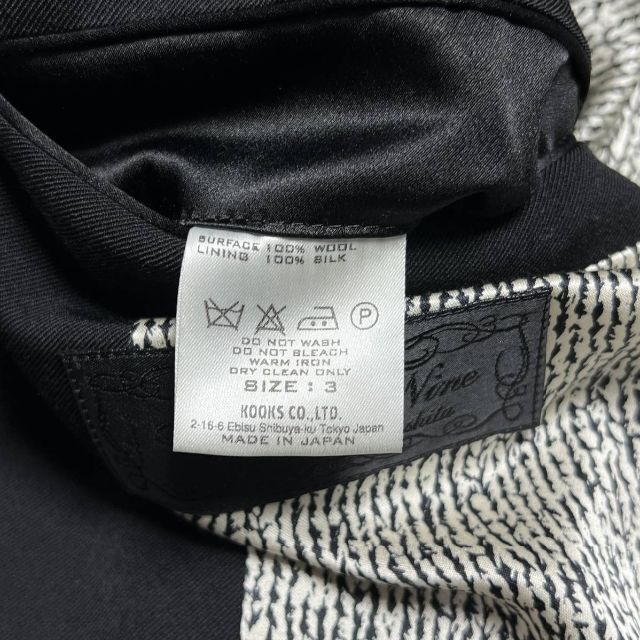 SURFACE 100% WOOL
LINING 100% SILK
P
DO NOT WASH
DO NOT BLEACH
WARM IRON
DRY CLEAN ONLY
SIZE : 3
KOOKS CO., LTD.
2-16-6 Ebisu Shibuya-ku Tokyo Japan
MADE IN JAPAN
Nime